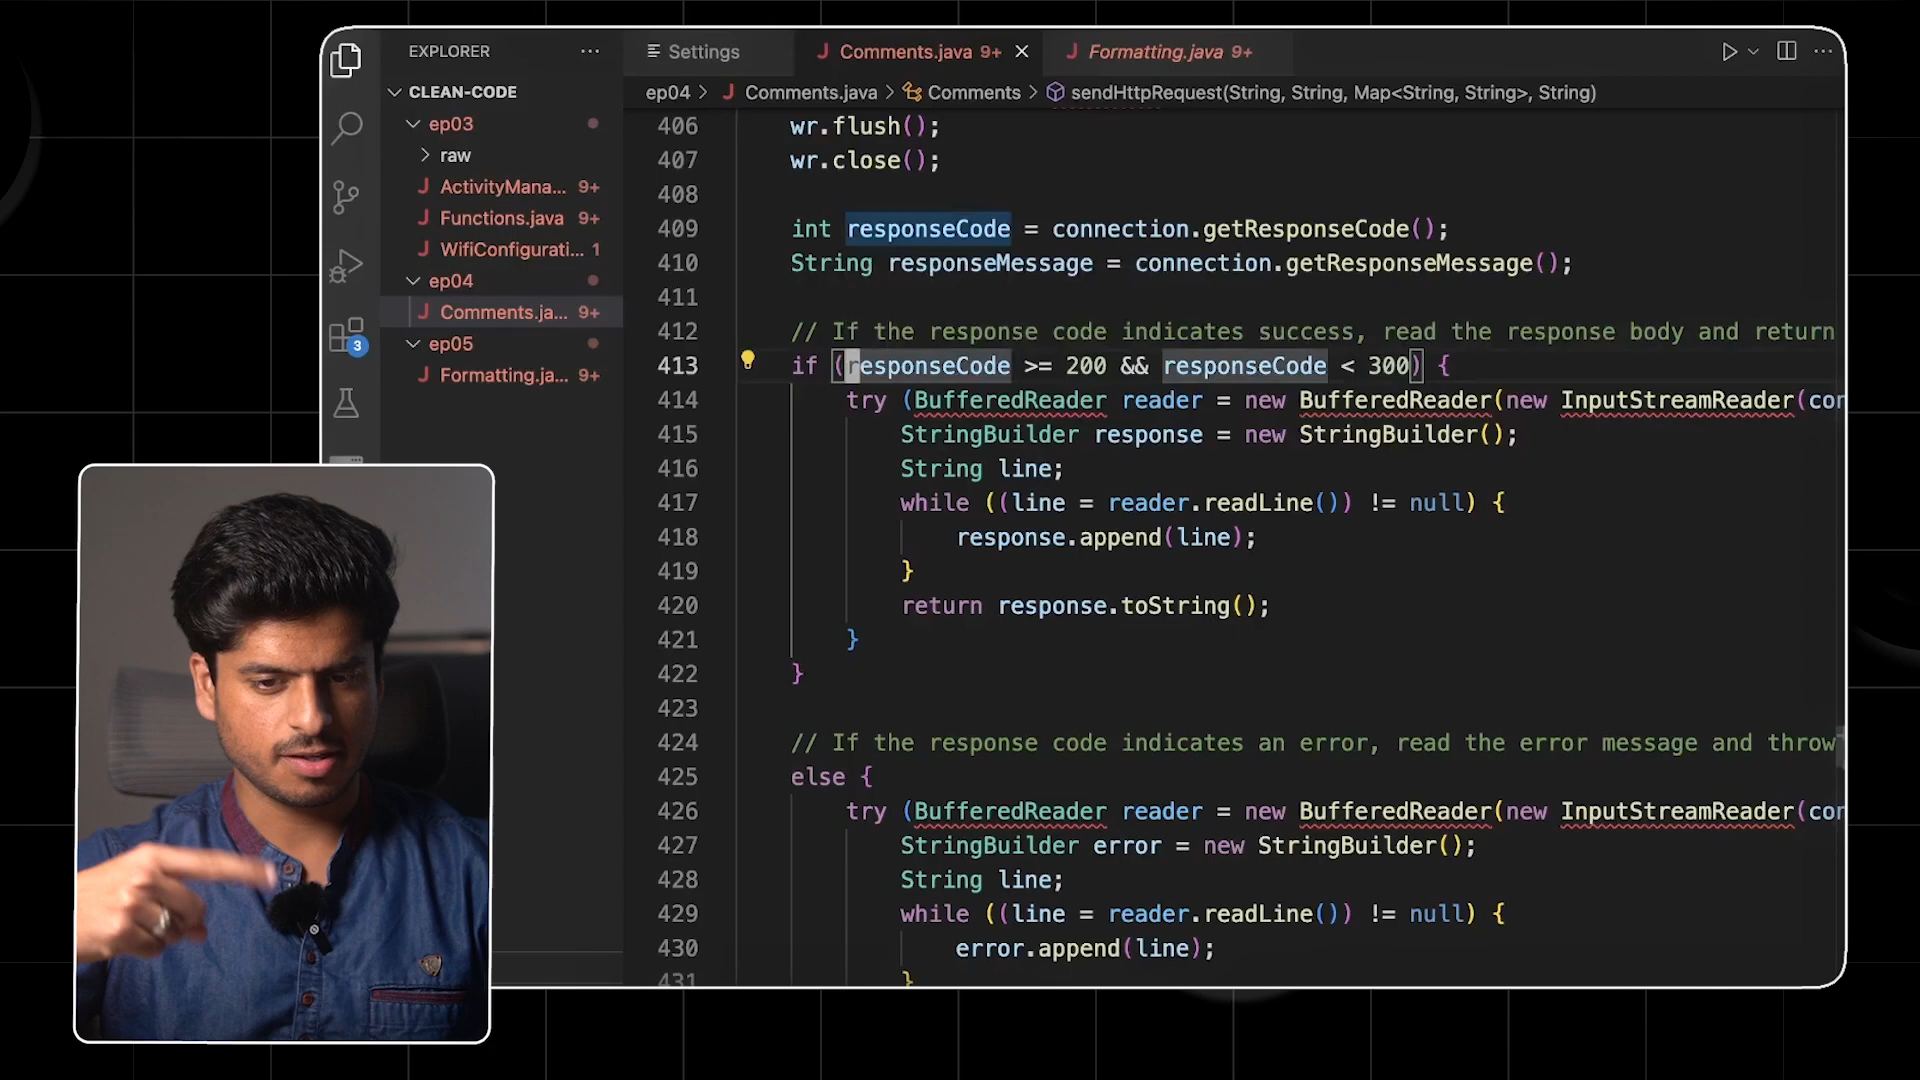 EXPLORER
CLEAN-CODE
ep03
raw
ActivityMana... 9+
Functions.java 9+
WifiConfigurati... 1
ep04
Comments.ja... 9+
ep05
Formatting.ja... 9+
3
Settings
Comments.java 9+
Formatting.java 9+
ep04 > Comments.java > Comments > sendHttpRequest(String, String, Map<String, String>, String)
406 wr.flush();
407 wr.close();
408
409 int responseCode = connection.getResponseCode();
410 String responseMessage = connection.getResponseMessage();
411
412 // If the response code indicates success, read the response body and return
413 if (responseCode >= 200 && responseCode < 300) {
414 try (BufferedReader reader = new BufferedReader(new InputStreamReader(con
415 StringBuilder response = new StringBuilder();
416 String line;
417 while ((line = reader.readLine()) != null) {
418 response.append(line);
419 }
420 return response.toString();
421 }
422 }
423
424 // If the response code indicates an error, read the error message and throw
425 else {
426 try (BufferedReader reader = new BufferedReader(new InputStreamReader(con
427 StringBuilder error = new StringBuilder();
428 String line;
429 while ((line = reader.readLine()) != null) {
430 error.append(line);
431 }